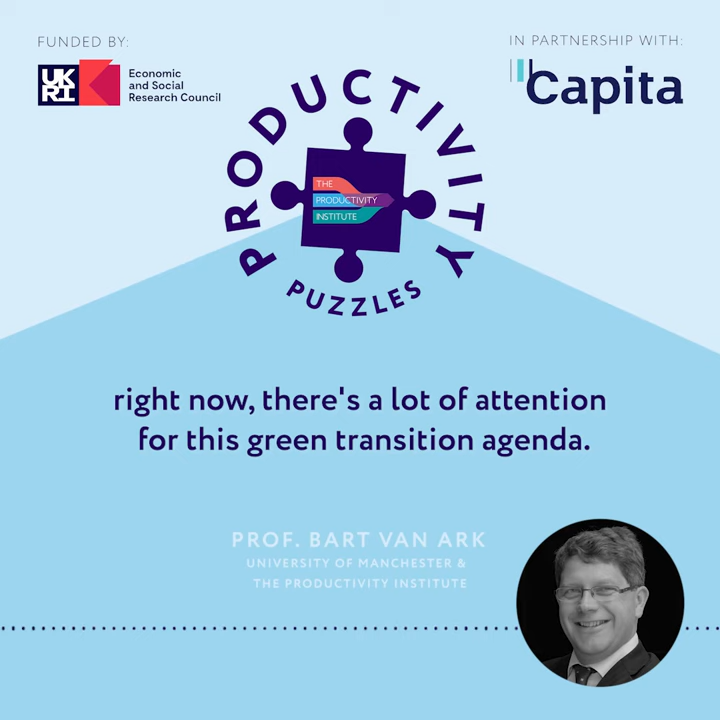 FUNDED BY:
UK
RI
Economic
and Social
Research Council
IN PARTNERSHIP WITH:
Capita
PRODUCTIVITY
THE
PRODUCTIVITY
INSTITUTE
PUZZLES
right now, there's a lot of attention
for this green transition agenda.
PROF. BART VAN ARK
UNIVERSITY OF MANCHESTER &
THE PRODUCTIVITY INSTITUTE